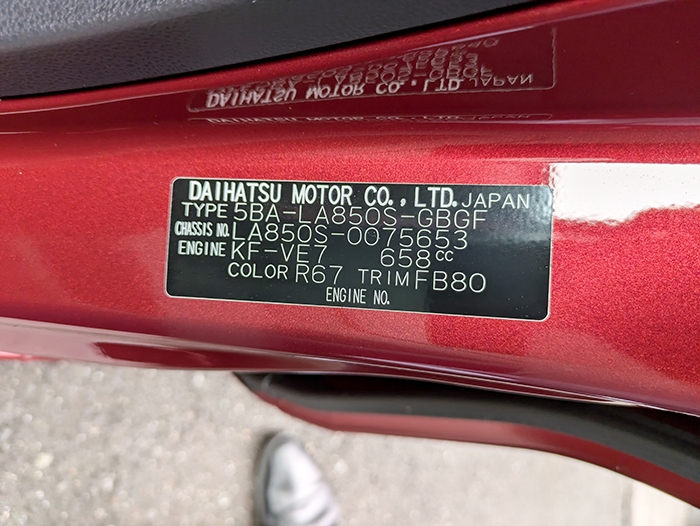 DAIHATSU MOTOR CO., LTD. JAPAN
TYPE 5BA-LA850S-GBGF
CHASSIS NO. LA850S-0075653
ENGINE KF-VE7 658cc
COLOR R67 TRIM FB80
ENGINE NO.